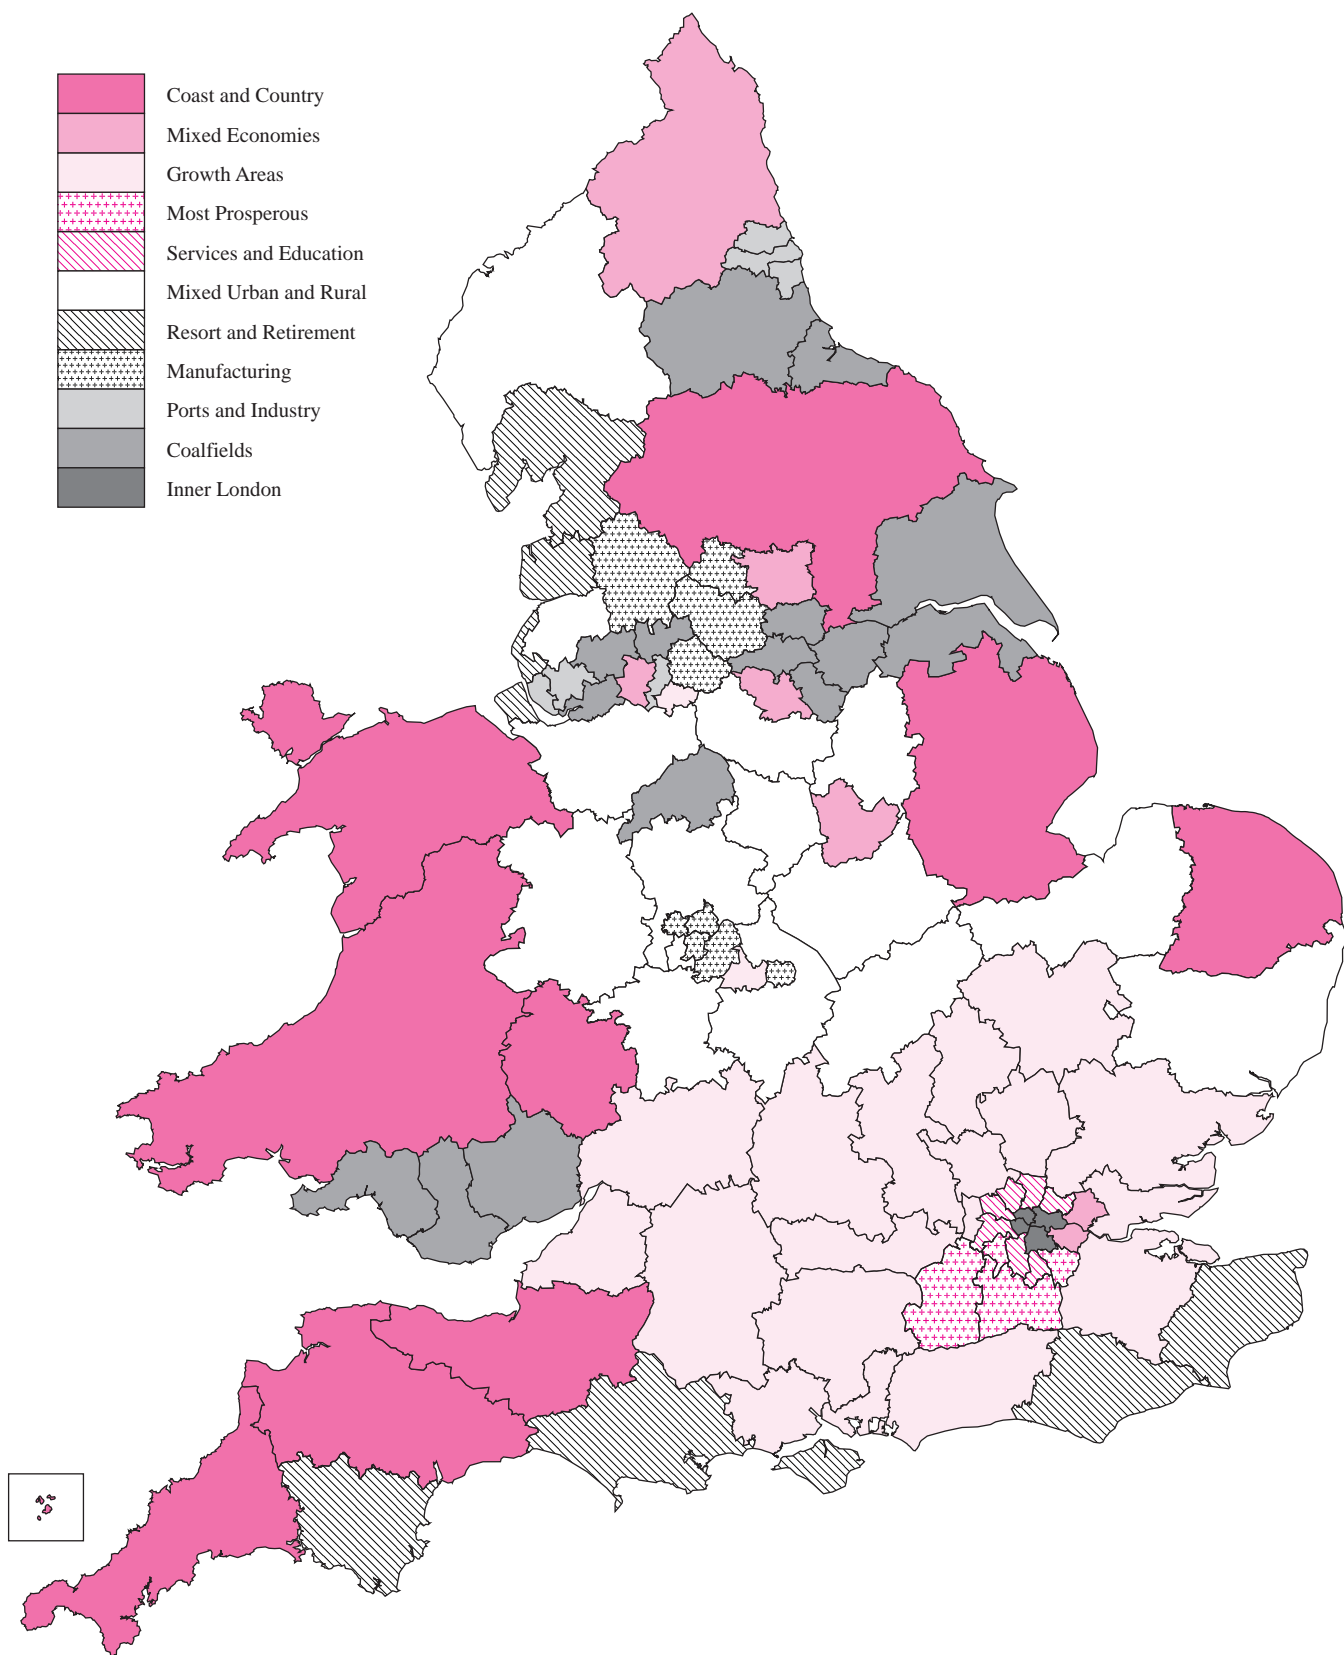 Coast and Country
Mixed Economies
Growth Areas
Most Prosperous
Services and Education
Mixed Urban and Rural
Resort and Retirement
Manufacturing
Ports and Industry
Coalfields
Inner London